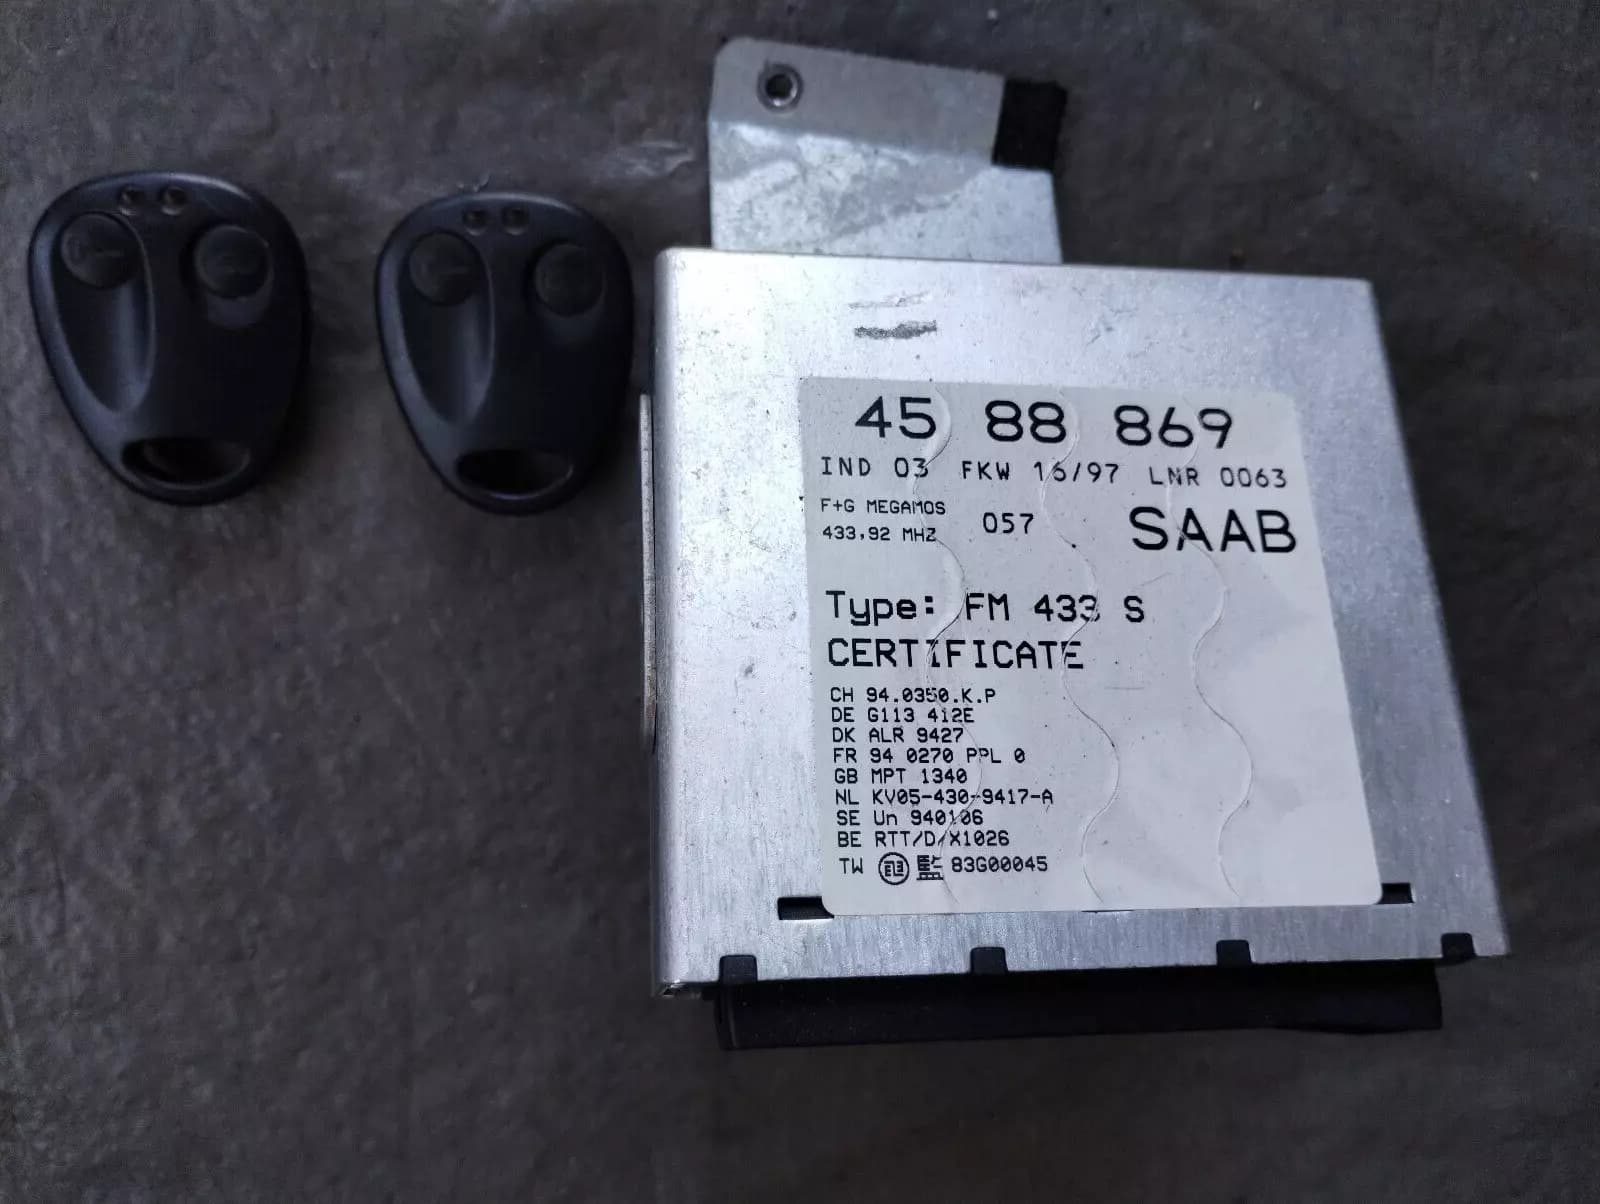 45 88 869
IND 03 FKW 16/97 LNR 0063
F+G MEGAMOS
433,92 MHZ
057
SAAB
Type: FM 433 S
CERTIFICATE
CH 94.0350.K.P
DE G113 412E
DK ALR 9427
FR 94 0270 PPL 0
GB MPT 1340
NL KV05-430-9417-A
SE Un 940106
BE RTT/D/X1026
TW 監 83G00045